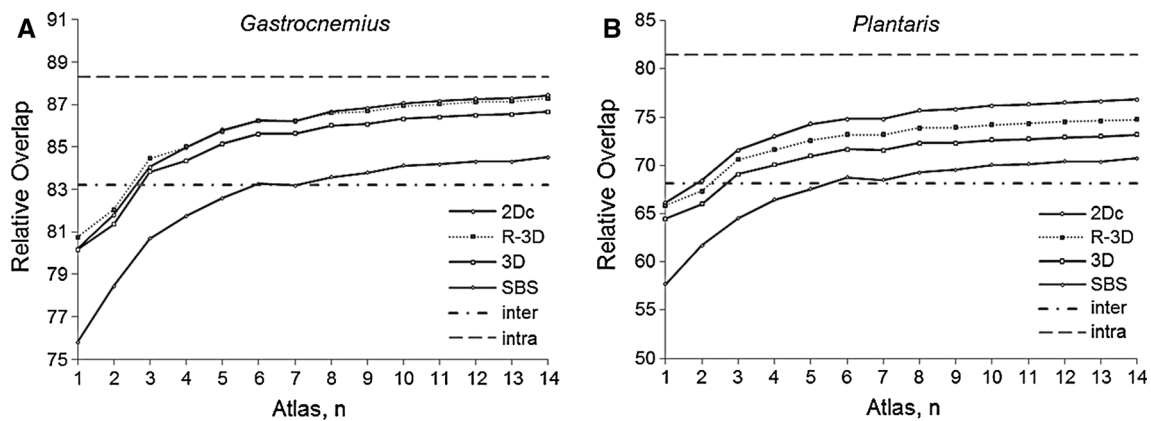 A
Gastrocnemius
91
89
87
85
83
81
79
77
75
Relative Overlap
2Dc
R-3D
3D
SBS
inter
intra
1 2 3 4 5 6 7 8 9 10 11 12 13 14
Atlas, n
B
Plantaris
85
80
75
70
65
60
55
50
Relative Overlap
2Dc
R-3D
3D
SBS
inter
intra
1 2 3 4 5 6 7 8 9 10 11 12 13 14
Atlas, n